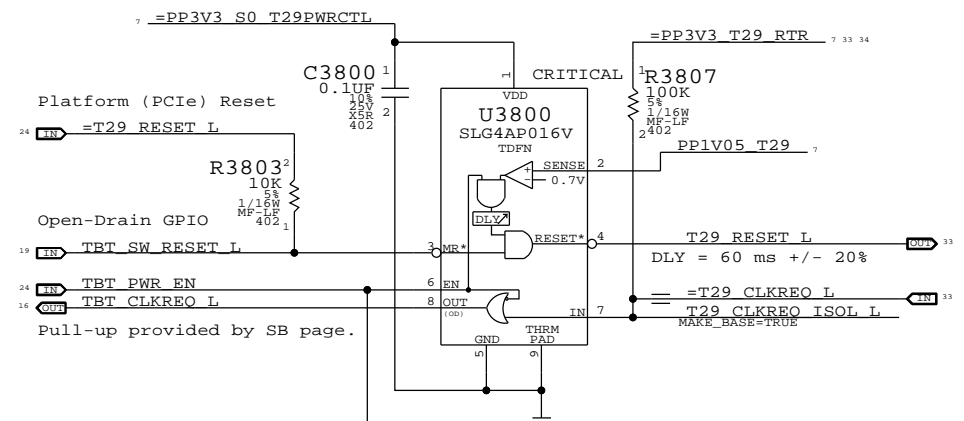 7 =PP3V3_S0_T29PWRCTL
=PP3V3_T29_RTR 7 33 34
C3800 1
0.1UF
10%
25V
X5R
402
2
1
VDD
CRITICAL
1 R3807
100K
5%
1/16W
MF-LF
2 402
Platform (PCIe) Reset
24 IN =T29_RESET_L
R3803 2
10K
5%
1/16W
MF-LF
402 1
U3800
SLG4AP016V
TDFN
SENSE 2
PP1V05_T29 7
+
- 0.7V
DLY
Open-Drain GPIO
19 IN TBT_SW_RESET_L
3 MR*
RESET* 4
T29_RESET_L OUT 33
DLY = 60 ms +/- 20%
24 IN TBT_PWR_EN
6 EN
16 OUT TBT_CLKREQ_L
8 OUT
(OD)
IN 7
=T29_CLKREQ_L IN 33
T29_CLKREQ_ISOL_L
MAKE_BASE=TRUE
Pull-up provided by SB page.
GND
THRM
PAD
5
9